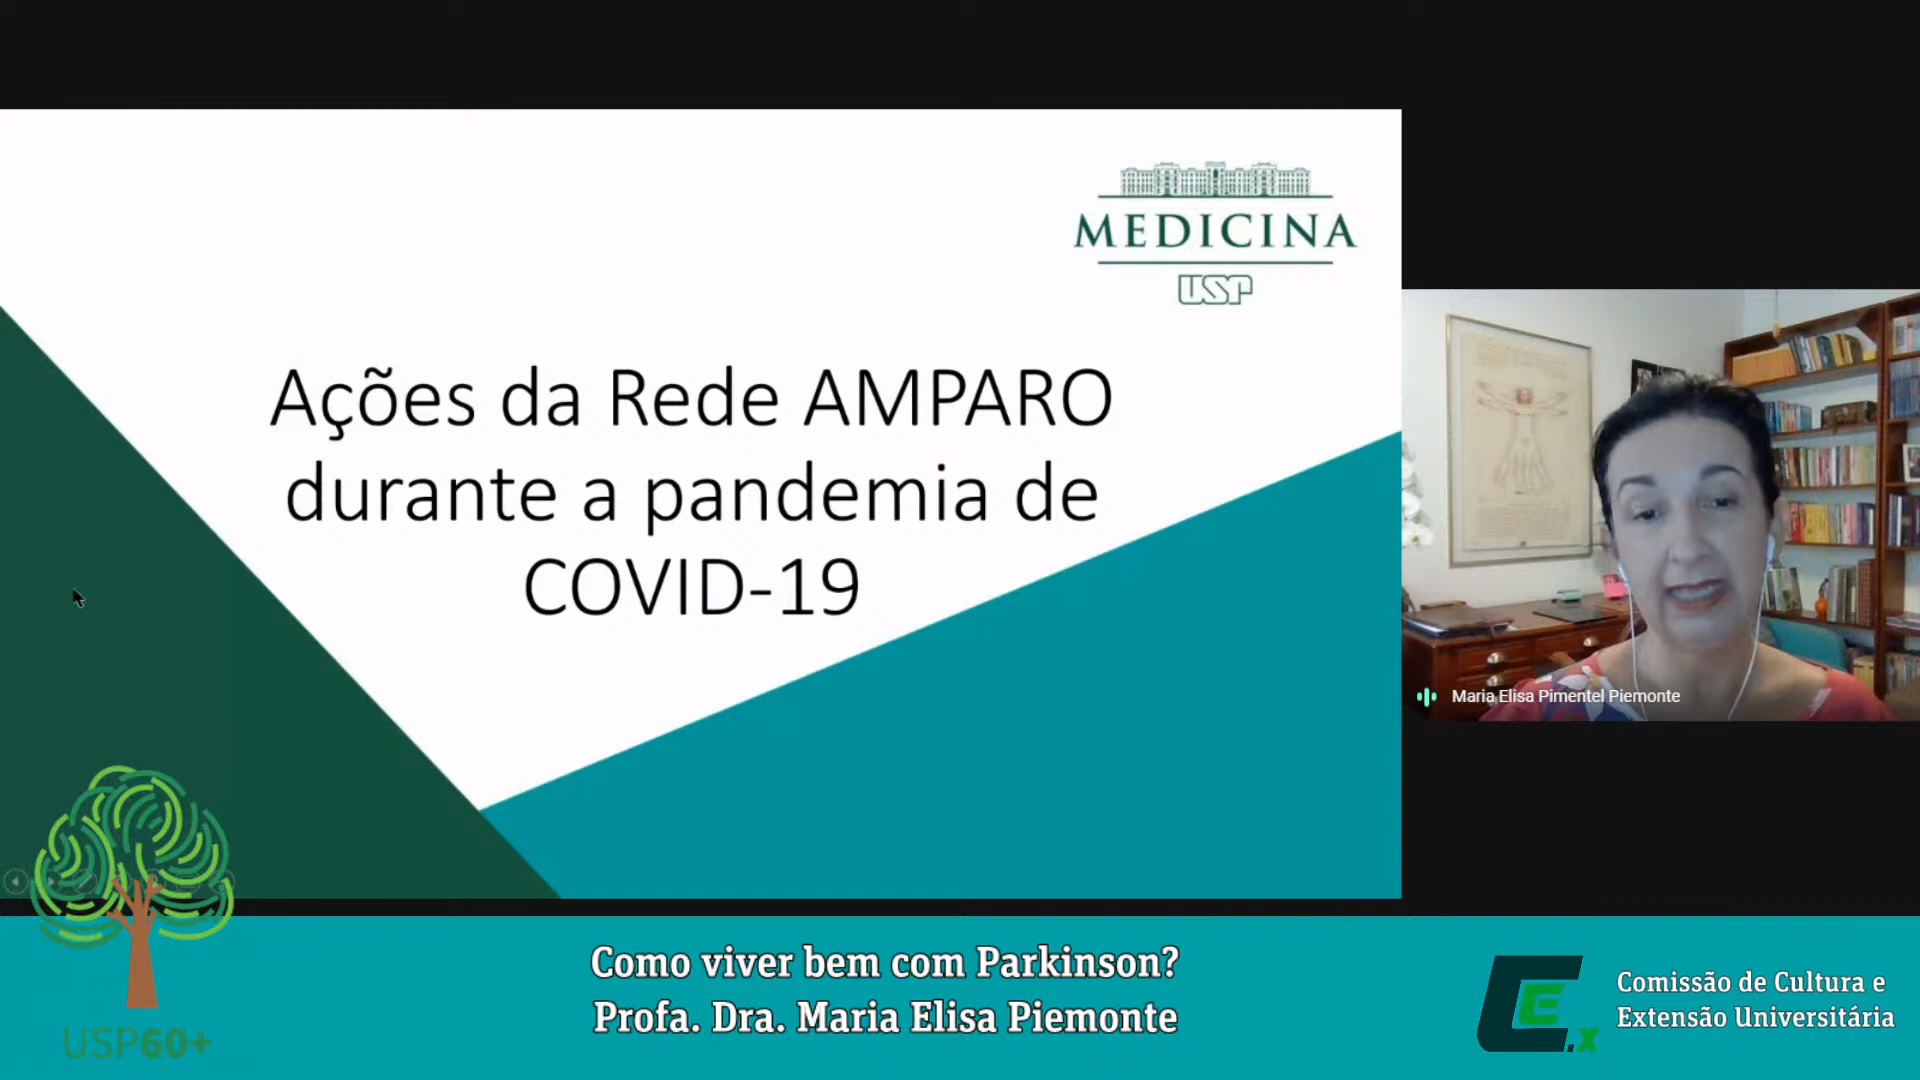 MEDICINA
USP
Ações da Rede AMPARO
durante a pandemia de
COVID-19
Maria Elisa Pimentel Piemonte
USP60+
Como viver bem com Parkinson?
Profa. Dra. Maria Elisa Piemonte
CE.x
Comissão de Cultura e
Extensão Universitária